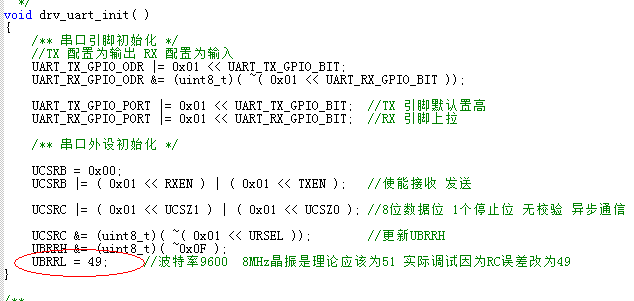 */
void drv_uart_init( )
{
/** 串口引脚初始化 */
//TX 配置为输出 RX 配置为输入
UART_TX_GPIO_ODR |= 0x01 << UART_TX_GPIO_BIT;
UART_RX_GPIO_ODR &= (uint8_t)( ~( 0x01 << UART_RX_GPIO_BIT ));
UART_TX_GPIO_PORT |= 0x01 << UART_TX_GPIO_BIT; //TX 引脚默认置高
UART_RX_GPIO_PORT |= 0x01 << UART_RX_GPIO_BIT; //RX 引脚上拉
/** 串口外设初始化 */
UCSRB = 0x00;
UCSRB |= ( 0x01 << RXEN ) | ( 0x01 << TXEN ); //使能接收 发送
UCSRC |= ( 0x01 << UCSZ1 ) | ( 0x01 << UCSZ0 ); //8位数据位 1个停止位 无校验 异步通信
UCSRC &= (uint8_t)( ~( 0x01 << URSEL )); //更新UBRRH
UBRRH &= (uint8_t)( ~0x0F );
UBRRL = 49; //波特率9600 8MHz晶振是理论应该为51 实际调试因为RC误差改为49
}
/**